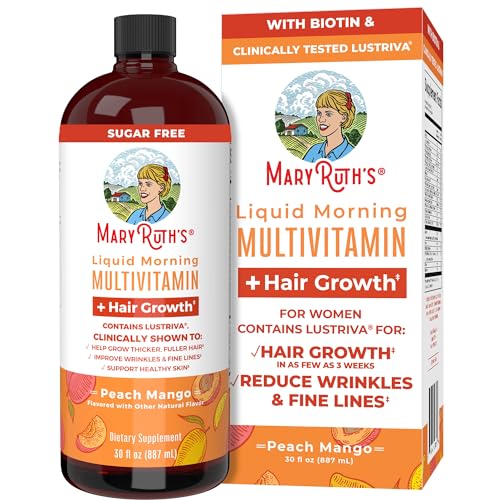 SUGAR FREE
MARYRUTH'S®
Liquid Morning
MULTIVITAMIN
+ Hair Growth‡
CONTAINS LUSTRIVA®.
CLINICALLY SHOWN TO:
√ HELP GROW THICKER, FULLER HAIR‡
√ IMPROVE WRINKLES & FINE LINES‡
√ SUPPORT HEALTHY SKIN‡
Peach Mango
Flavored with Other Natural Flavor
Dietary Supplement
30 fl oz (887 mL)
WITH BIOTIN &
CLINICALLY TESTED LUSTRIVA®
MARYRUTH'S®
Liquid Morning
MULTIVITAMIN
+ Hair Growth‡
FOR WOMEN
CONTAINS LUSTRIVA® FOR:
√HAIR GROWTH‡
IN AS FEW AS 3 WEEKS
√REDUCE WRINKLES
& FINE LINES‡
Peach Mango
30 fl oz (887 mL)